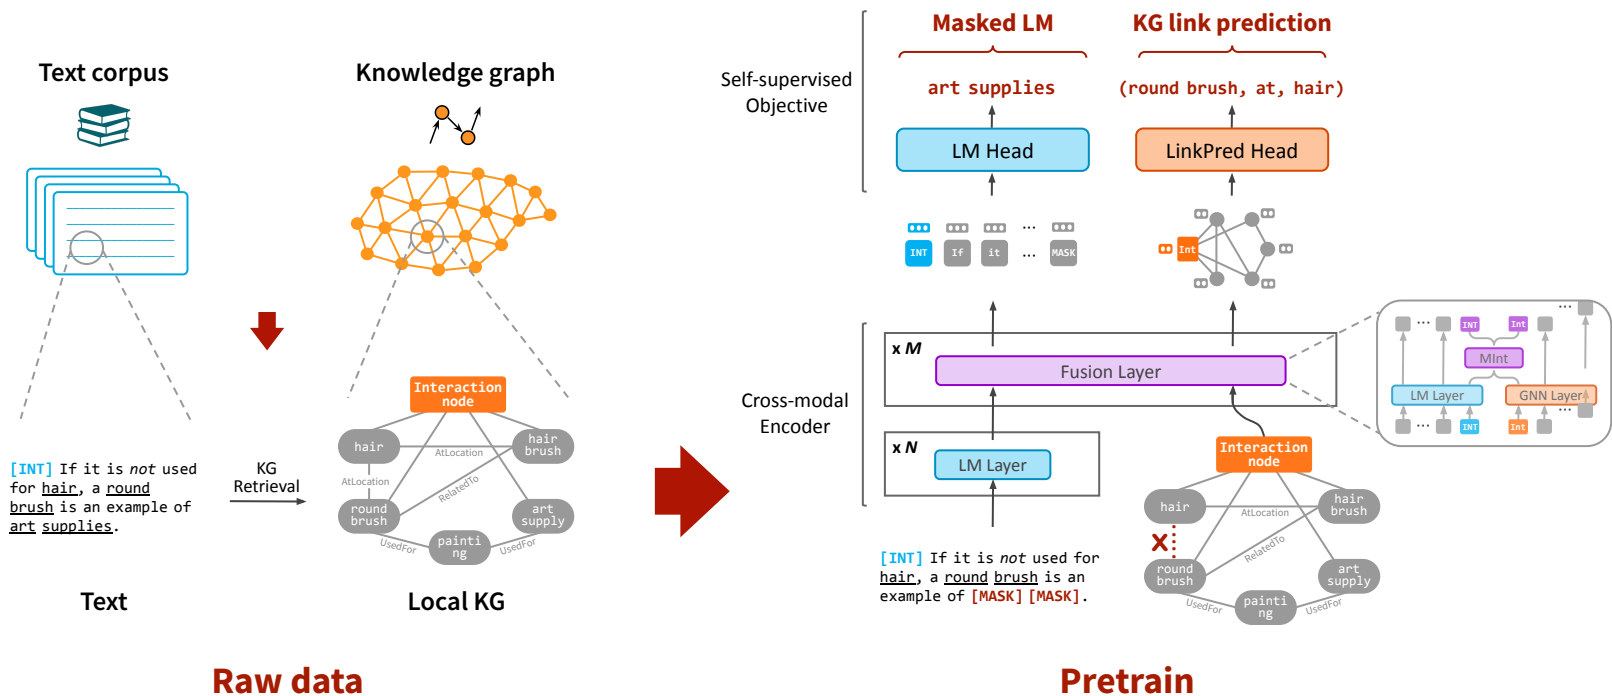 Text corpus
Knowledge graph
Interaction
node
hair
hair
brush
AtLocation
AtLocation
RelatedTo
round
brush
art
supply
UsedFor
painti
ng
UsedFor
[INT] If it is not used
for hair, a round
brush is an example of
art supplies.
KG
Retrieval
Text
Local KG
Raw data
Self-supervised
Objective
Masked LM
KG link prediction
art supplies
(round brush, at, hair)
LM Head
LinkPred Head
INT
If
it
...
MASK
Int
Cross-modal
Encoder
x M
Fusion Layer
x N
LM Layer
[INT] If it is not used for
hair, a round brush is an
example of [MASK] [MASK].
Interaction
node
hair
hair
brush
AtLocation
X
RelatedTo
round
brush
art
supply
UsedFor
painti
ng
UsedFor
...
INT
Int
...
...
MInt
LM Layer
GNN Layer
...
INT
Int
...
Pretrain